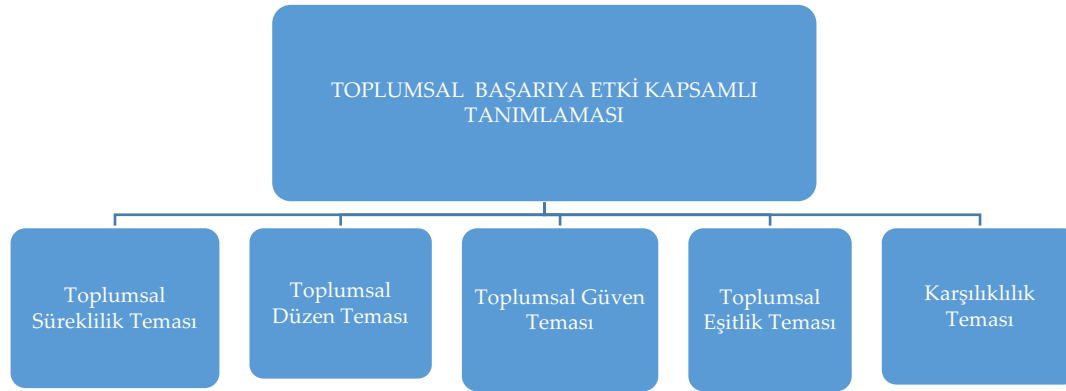 TOPLUMSAL BAŞARIYA ETKİ KAPSAMLI
TANIMLAMASI
Toplumsal
Süreklilik Teması
Toplumsal
Düzen Teması
Toplumsal Güven
Teması
Toplumsal
Eşitlik Teması
Karşılıklılık
Teması